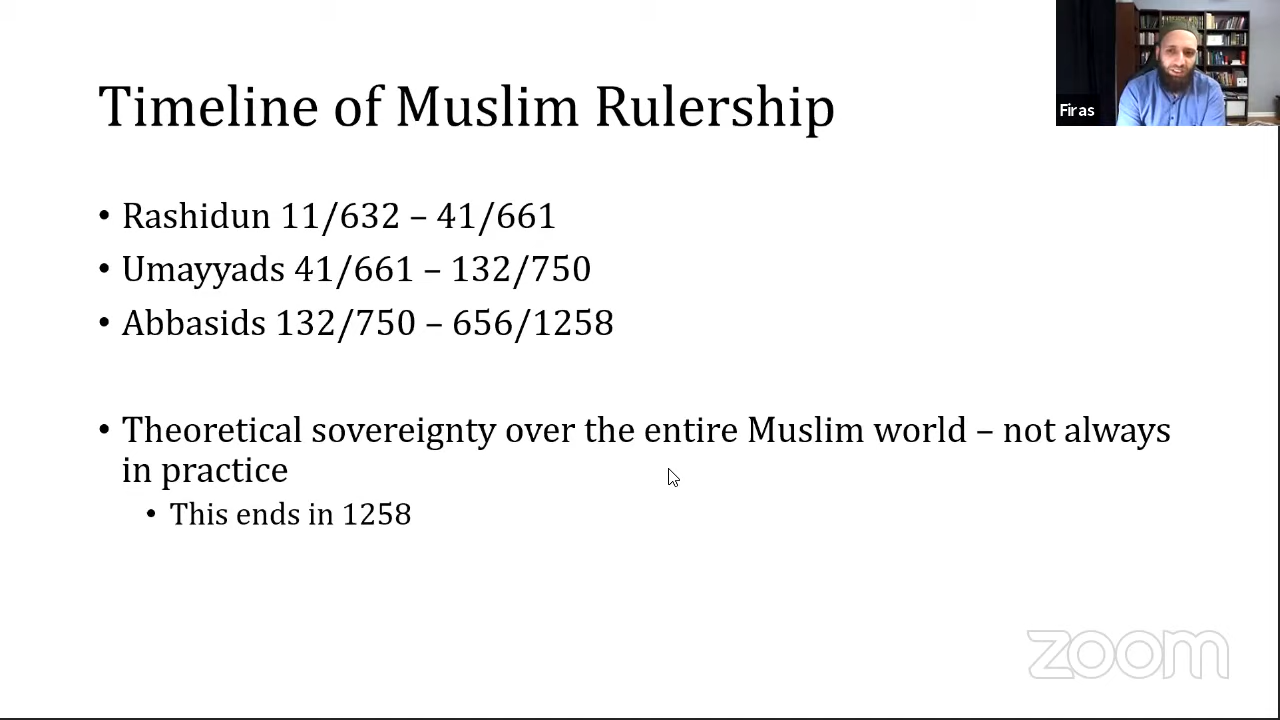 Firas
Timeline of Muslim Rulership
• Rashidun 11/632 – 41/661
• Umayyads 41/661 – 132/750
• Abbasids 132/750 – 656/1258
• Theoretical sovereignty over the entire Muslim world – not always
in practice
• This ends in 1258
zoom